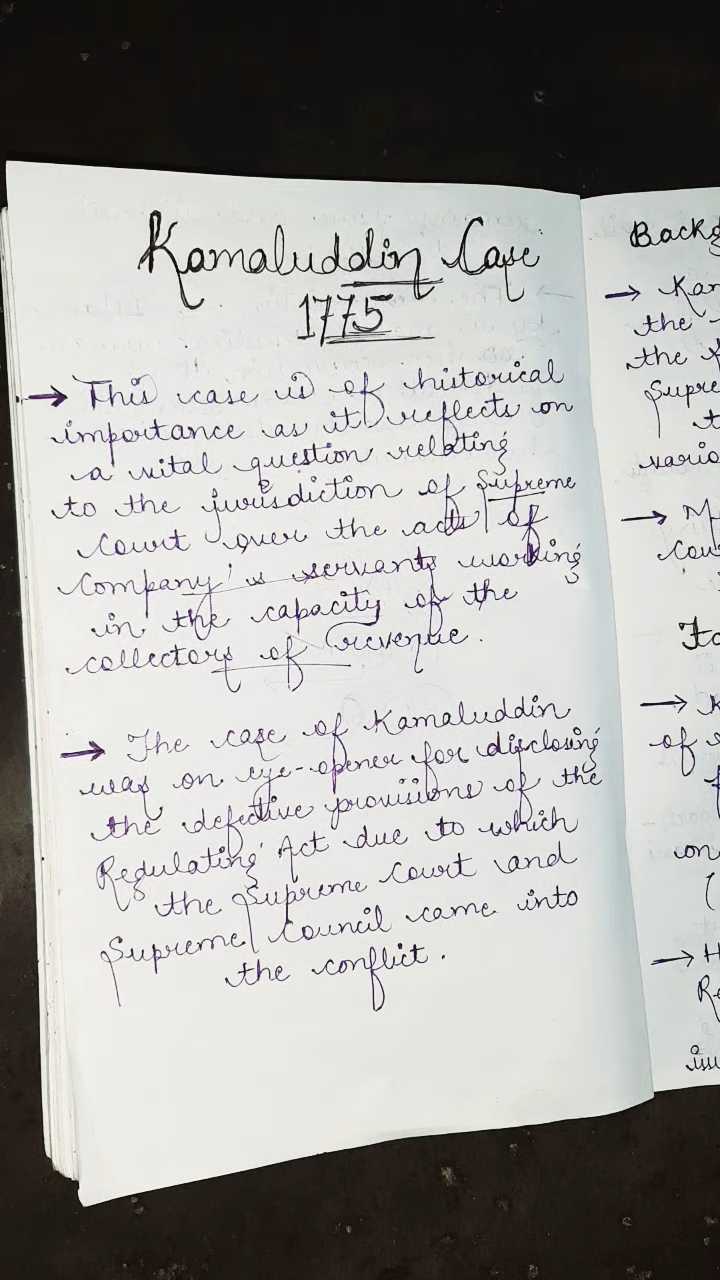 Kamaluddin Case
1775
→ This case is of historical
importance as it reflects on
a vital question relating
to the jurisdiction of Supreme
Court over the acts of
Company's servants working
in the capacity of the
collectors of revenue.
→ The case of Kamaluddin
was an eye-opener for disclosing
the defective provisions of the
Regulating Act due to which
the Supreme Court and
Supreme Council came into
the conflict.
Backg
→ Kar
the
the
Supre
t
vario
→ M
Cou
Fa
→ K
of
on
(
→ H
Re
issu